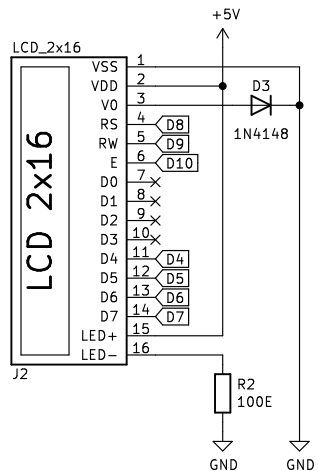 +5V
LCD_2x16
LCD 2x16
VSS 1
VDD 2
V0 3
D3
1N4148
RS 4 D8
RW 5 D9
E 6 D10
D0 7
D1 8
D2 9
D3 10
D4 11 D4
D5 12 D5
D6 13 D6
D7 14 D7
LED+ 15
LED- 16
J2
R2
100E
GND GND